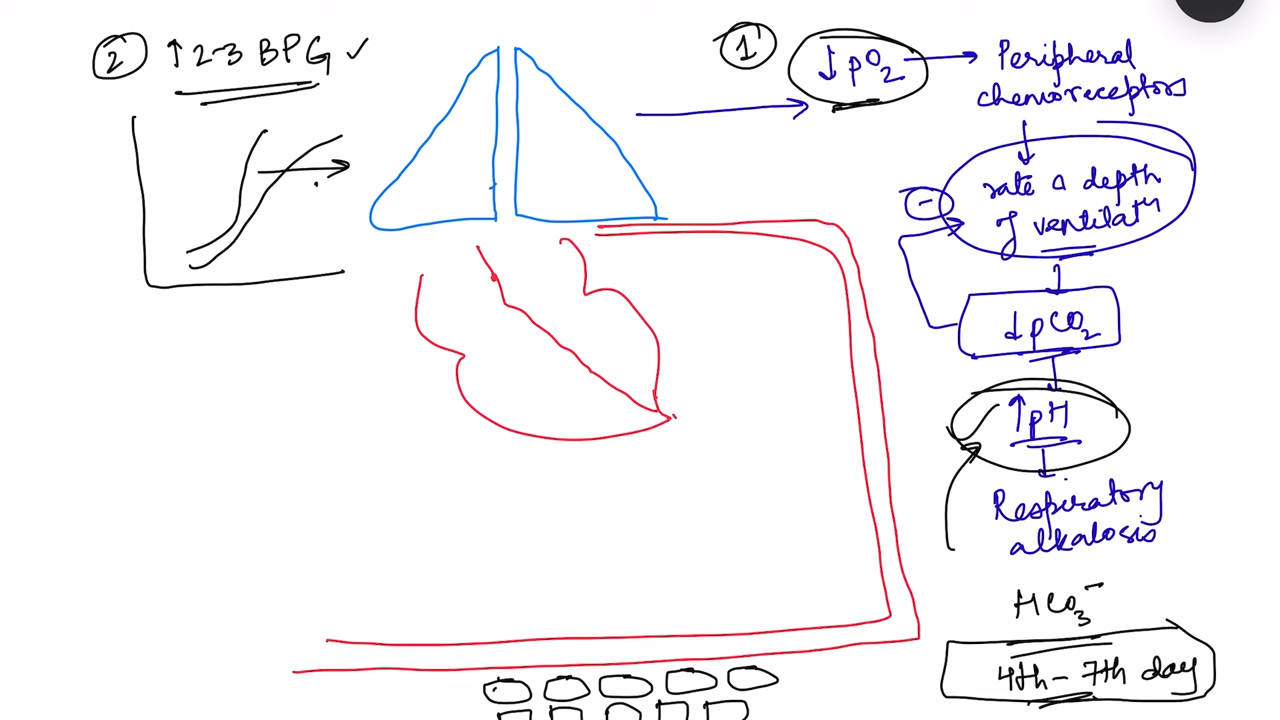 ② ↑ 2-3 BPG ✓
① ↓ pO₂ → Peripheral
chemoreceptors
rate & depth
of ventilatⁿ
−
↓ pCO₂
↑ pH
Respiratory
alkalosis
HCO₃⁻
4th - 7th day